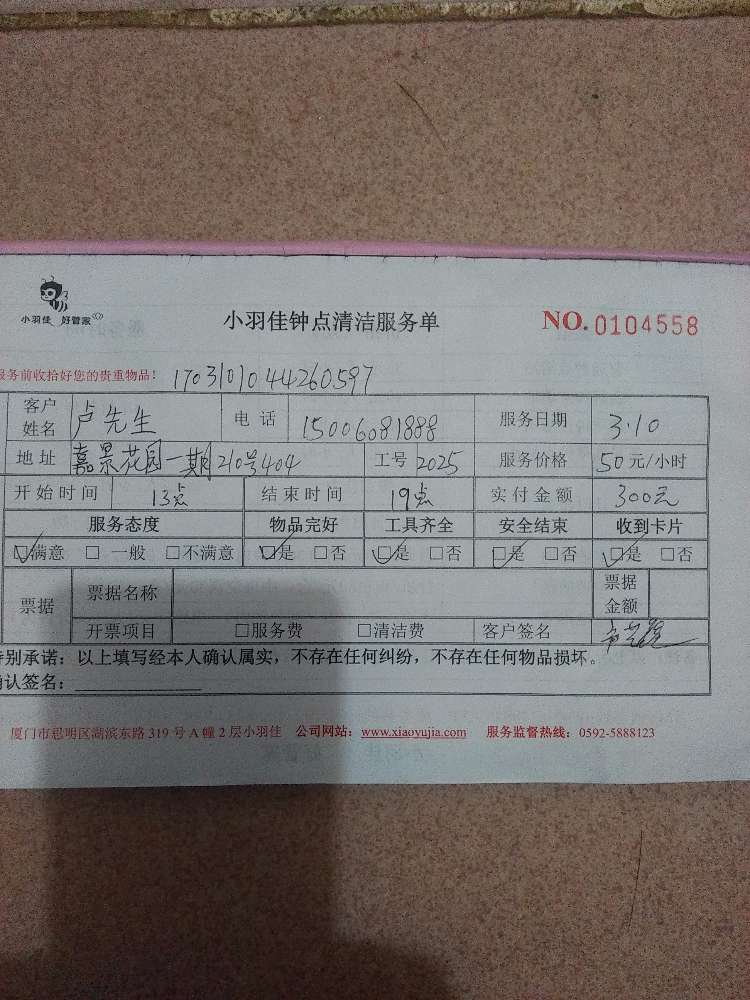 小羽佳 好管家
小羽佳钟点清洁服务单
NO.0104558
服务前收拾好您的贵重物品! 1703101044260597
客户姓名 卢先生 电话 15006081888 服务日期 3.10
地址 嘉景花园一期210号404 工号 2025 服务价格 50元/小时
开始时间 13点 结束时间 19点 实付金额 300元
服务态度 物品完好 工具齐全 安全结束 收到卡片
☑满意 □ 一般 □不满意 ☑是 □否 ☑是 □否 ☑是 □否 ☑是 □否
票据 票据名称 票据金额
开票项目 □服务费 □清洁费 客户签名
特别承诺：以上填写经本人确认属实，不存在任何纠纷，不存在任何物品损坏。
确认签名：
厦门市思明区湖滨东路 319 号 A 幢 2 层小羽佳 公司网站：www.xiaoyujia.com 服务监督热线：0592-5888123